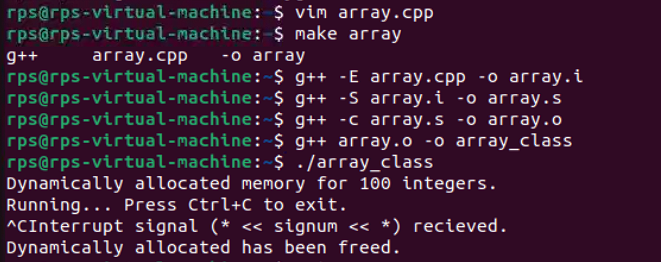 rps@rps-virtual-machine:~$ vim array.cpp
rps@rps-virtual-machine:~$ make array
g++     array.cpp   -o array
rps@rps-virtual-machine:~$ g++ -E array.cpp -o array.i
rps@rps-virtual-machine:~$ g++ -S array.i -o array.s
rps@rps-virtual-machine:~$ g++ -c array.s -o array.o
rps@rps-virtual-machine:~$ g++ array.o -o array_class
rps@rps-virtual-machine:~$ ./array_class
Dynamically allocated memory for 100 integers.
Running... Press Ctrl+C to exit.
^CInterrupt signal (* << signum << *) recieved.
Dynamically allocated has been freed.